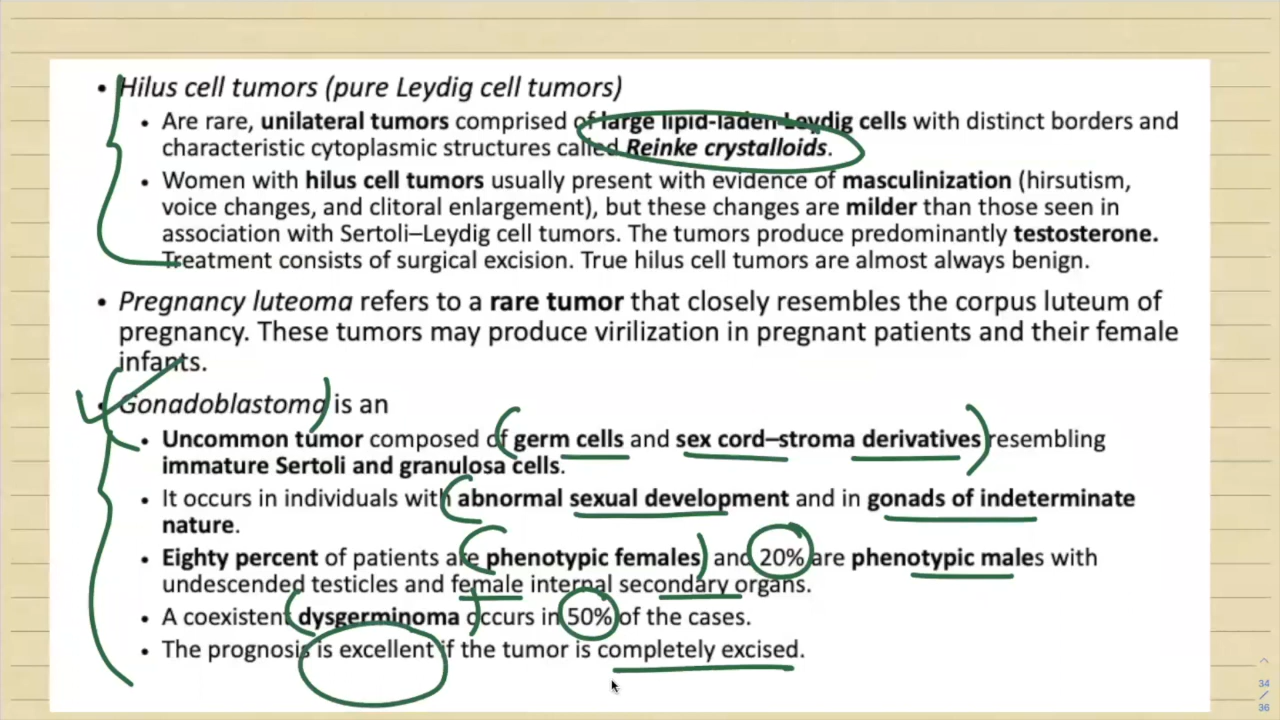 • Hilus cell tumors (pure Leydig cell tumors)
• Are rare, unilateral tumors comprised of large lipid-laden Leydig cells with distinct borders and
characteristic cytoplasmic structures called Reinke crystalloids.
• Women with hilus cell tumors usually present with evidence of masculinization (hirsutism,
voice changes, and clitoral enlargement), but these changes are milder than those seen in
association with Sertoli–Leydig cell tumors. The tumors produce predominantly testosterone.
Treatment consists of surgical excision. True hilus cell tumors are almost always benign.
• Pregnancy luteoma refers to a rare tumor that closely resembles the corpus luteum of
pregnancy. These tumors may produce virilization in pregnant patients and their female
infants.
• Gonadoblastoma is an
• Uncommon tumor composed of germ cells and sex cord–stroma derivatives resembling
immature Sertoli and granulosa cells.
• It occurs in individuals with abnormal sexual development and in gonads of indeterminate
nature.
• Eighty percent of patients are phenotypic females and 20% are phenotypic males with
undescended testicles and female internal secondary organs.
• A coexistent dysgerminoma occurs in 50% of the cases.
• The prognosis is excellent if the tumor is completely excised.
34
/
36